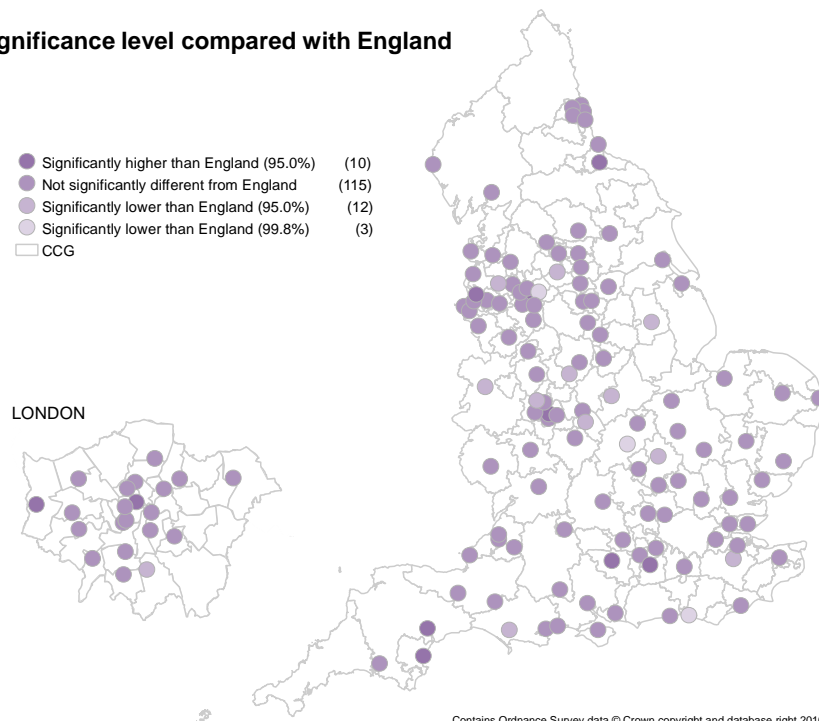 gnificance level compared with England
Significantly higher than England (95.0%) (10)
Not significantly different from England (115)
Significantly lower than England (95.0%) (12)
Significantly lower than England (99.8%) (3)
CCG
LONDON
Contains Ordnance Survey data © Crown copyright and database right 2016